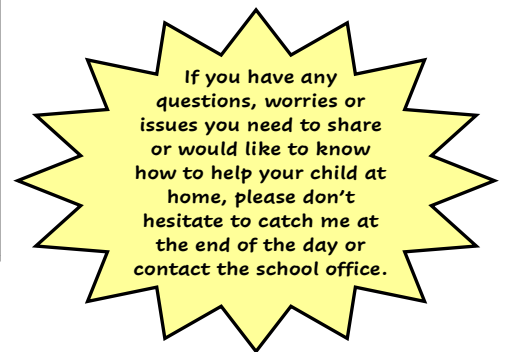 If you have any
questions, worries or
issues you need to share
or would like to know
how to help your child at
home, please don't
hesitate to catch me at
the end of the day or
contact the school office.